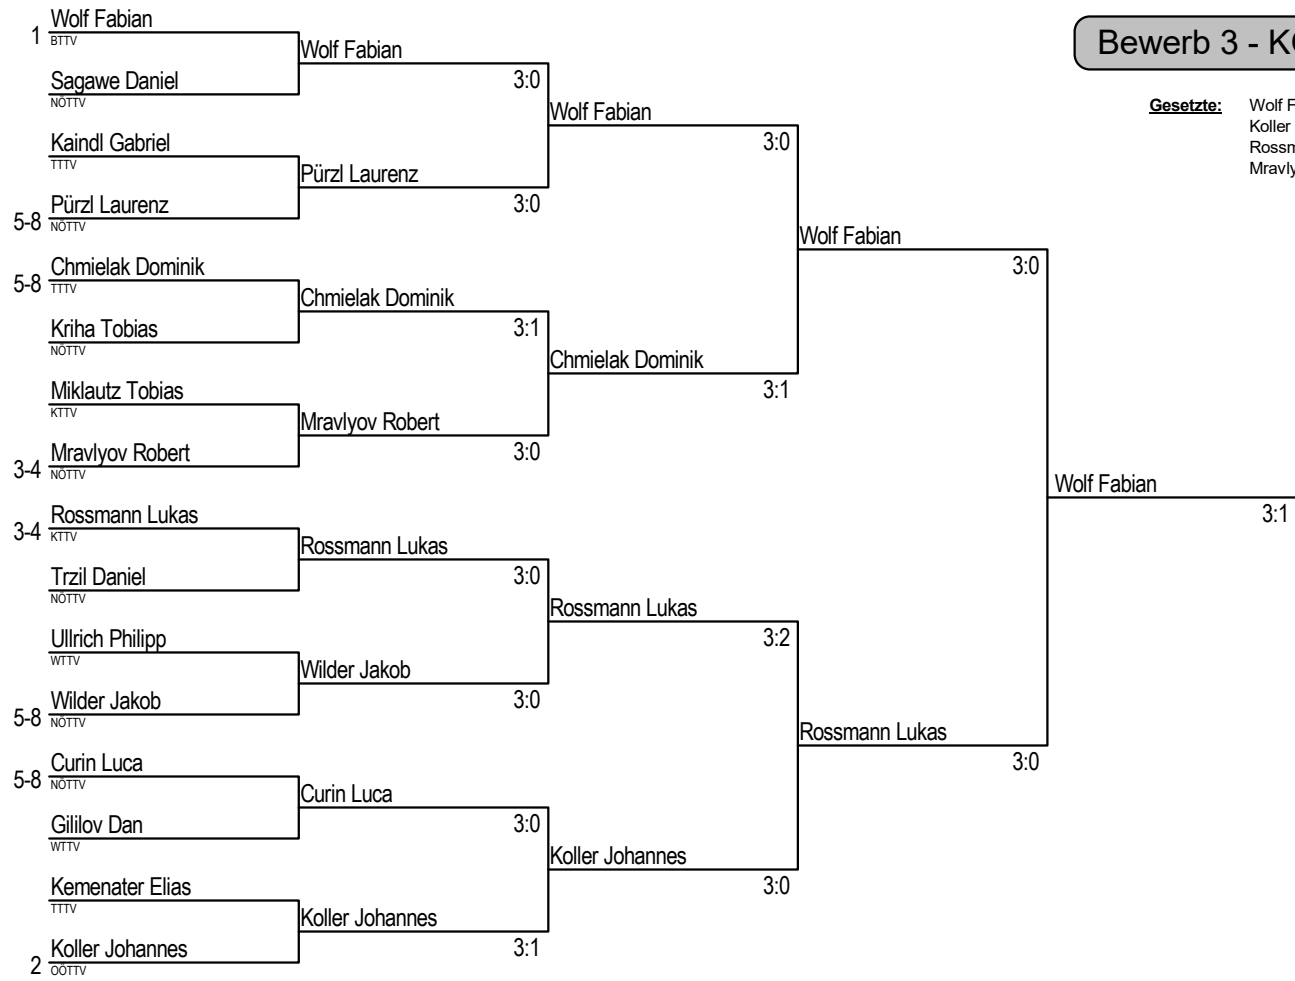 Bewerb 3 - K
Gesetzte: Wolf F
Koller
Rossm
Mravly
1 Wolf Fabian
BTTV
Sagawe Daniel
NÖTTV
Kaindl Gabriel
TTTV
5-8 Pürzl Laurenz
NÖTTV
5-8 Chmielak Dominik
TTTV
Kriha Tobias
NÖTTV
Miklautz Tobias
KTTV
3-4 Mravlyov Robert
NÖTTV
3-4 Rossmann Lukas
KTTV
Trzil Daniel
NÖTTV
Ullrich Philipp
WTTV
5-8 Wilder Jakob
NÖTTV
5-8 Curin Luca
NÖTTV
Gililov Dan
WTTV
Kemenater Elias
TTTV
2 Koller Johannes
OÖTTV
Wolf Fabian
3:0
Pürzl Laurenz
3:0
Chmielak Dominik
3:1
Mravlyov Robert
3:0
Rossmann Lukas
3:0
Wilder Jakob
3:0
Curin Luca
3:0
Koller Johannes
3:1
Wolf Fabian
3:0
Chmielak Dominik
3:1
Rossmann Lukas
3:2
Koller Johannes
3:0
Wolf Fabian
3:0
Rossmann Lukas
3:0
Wolf Fabian
3:1